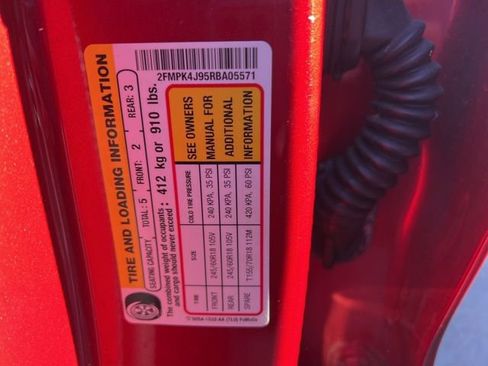 2FMPK4J95RBA05571
TIRE AND LOADING INFORMATION
SEATING CAPACITY TOTAL: 5 FRONT: 2 REAR: 3
The combined weight of occupants and cargo should never exceed : 412 kg or 910 lbs.
TIRE SIZE COLD TIRE PRESSURE
FRONT 245/60R18 105V 240 KPA, 35 PSI
REAR 245/60R18 105V 240 KPA, 35 PSI
SPARE T155/70R18 112M 420 KPA, 60 PSI
SEE OWNERS
MANUAL FOR
ADDITIONAL
INFORMATION